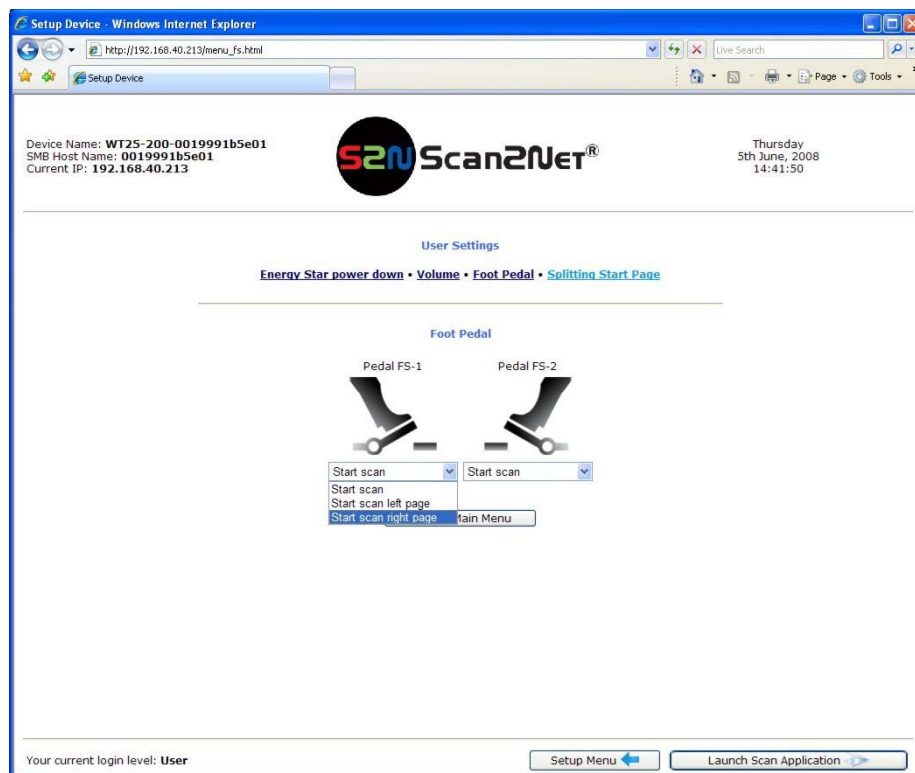 Setup Device - Windows Internet Explorer
http://192.168.40.213/menu_fs.html
Live Search
Setup Device
Page
Tools
Device Name: WT25-200-0019991b5e01
SMB Host Name: 0019991b5e01
Current IP: 192.168.40.213
S2N Scan2Net®
Thursday
5th June, 2008
14:41:50
User Settings
Energy Star power down • Volume • Foot Pedal • Splitting Start Page
Foot Pedal
Pedal FS-1 Pedal FS-2
Start scan Start scan
Start scan
Start scan left page
Start scan right page
Main Menu
Your current login level: User
Setup Menu
Launch Scan Application